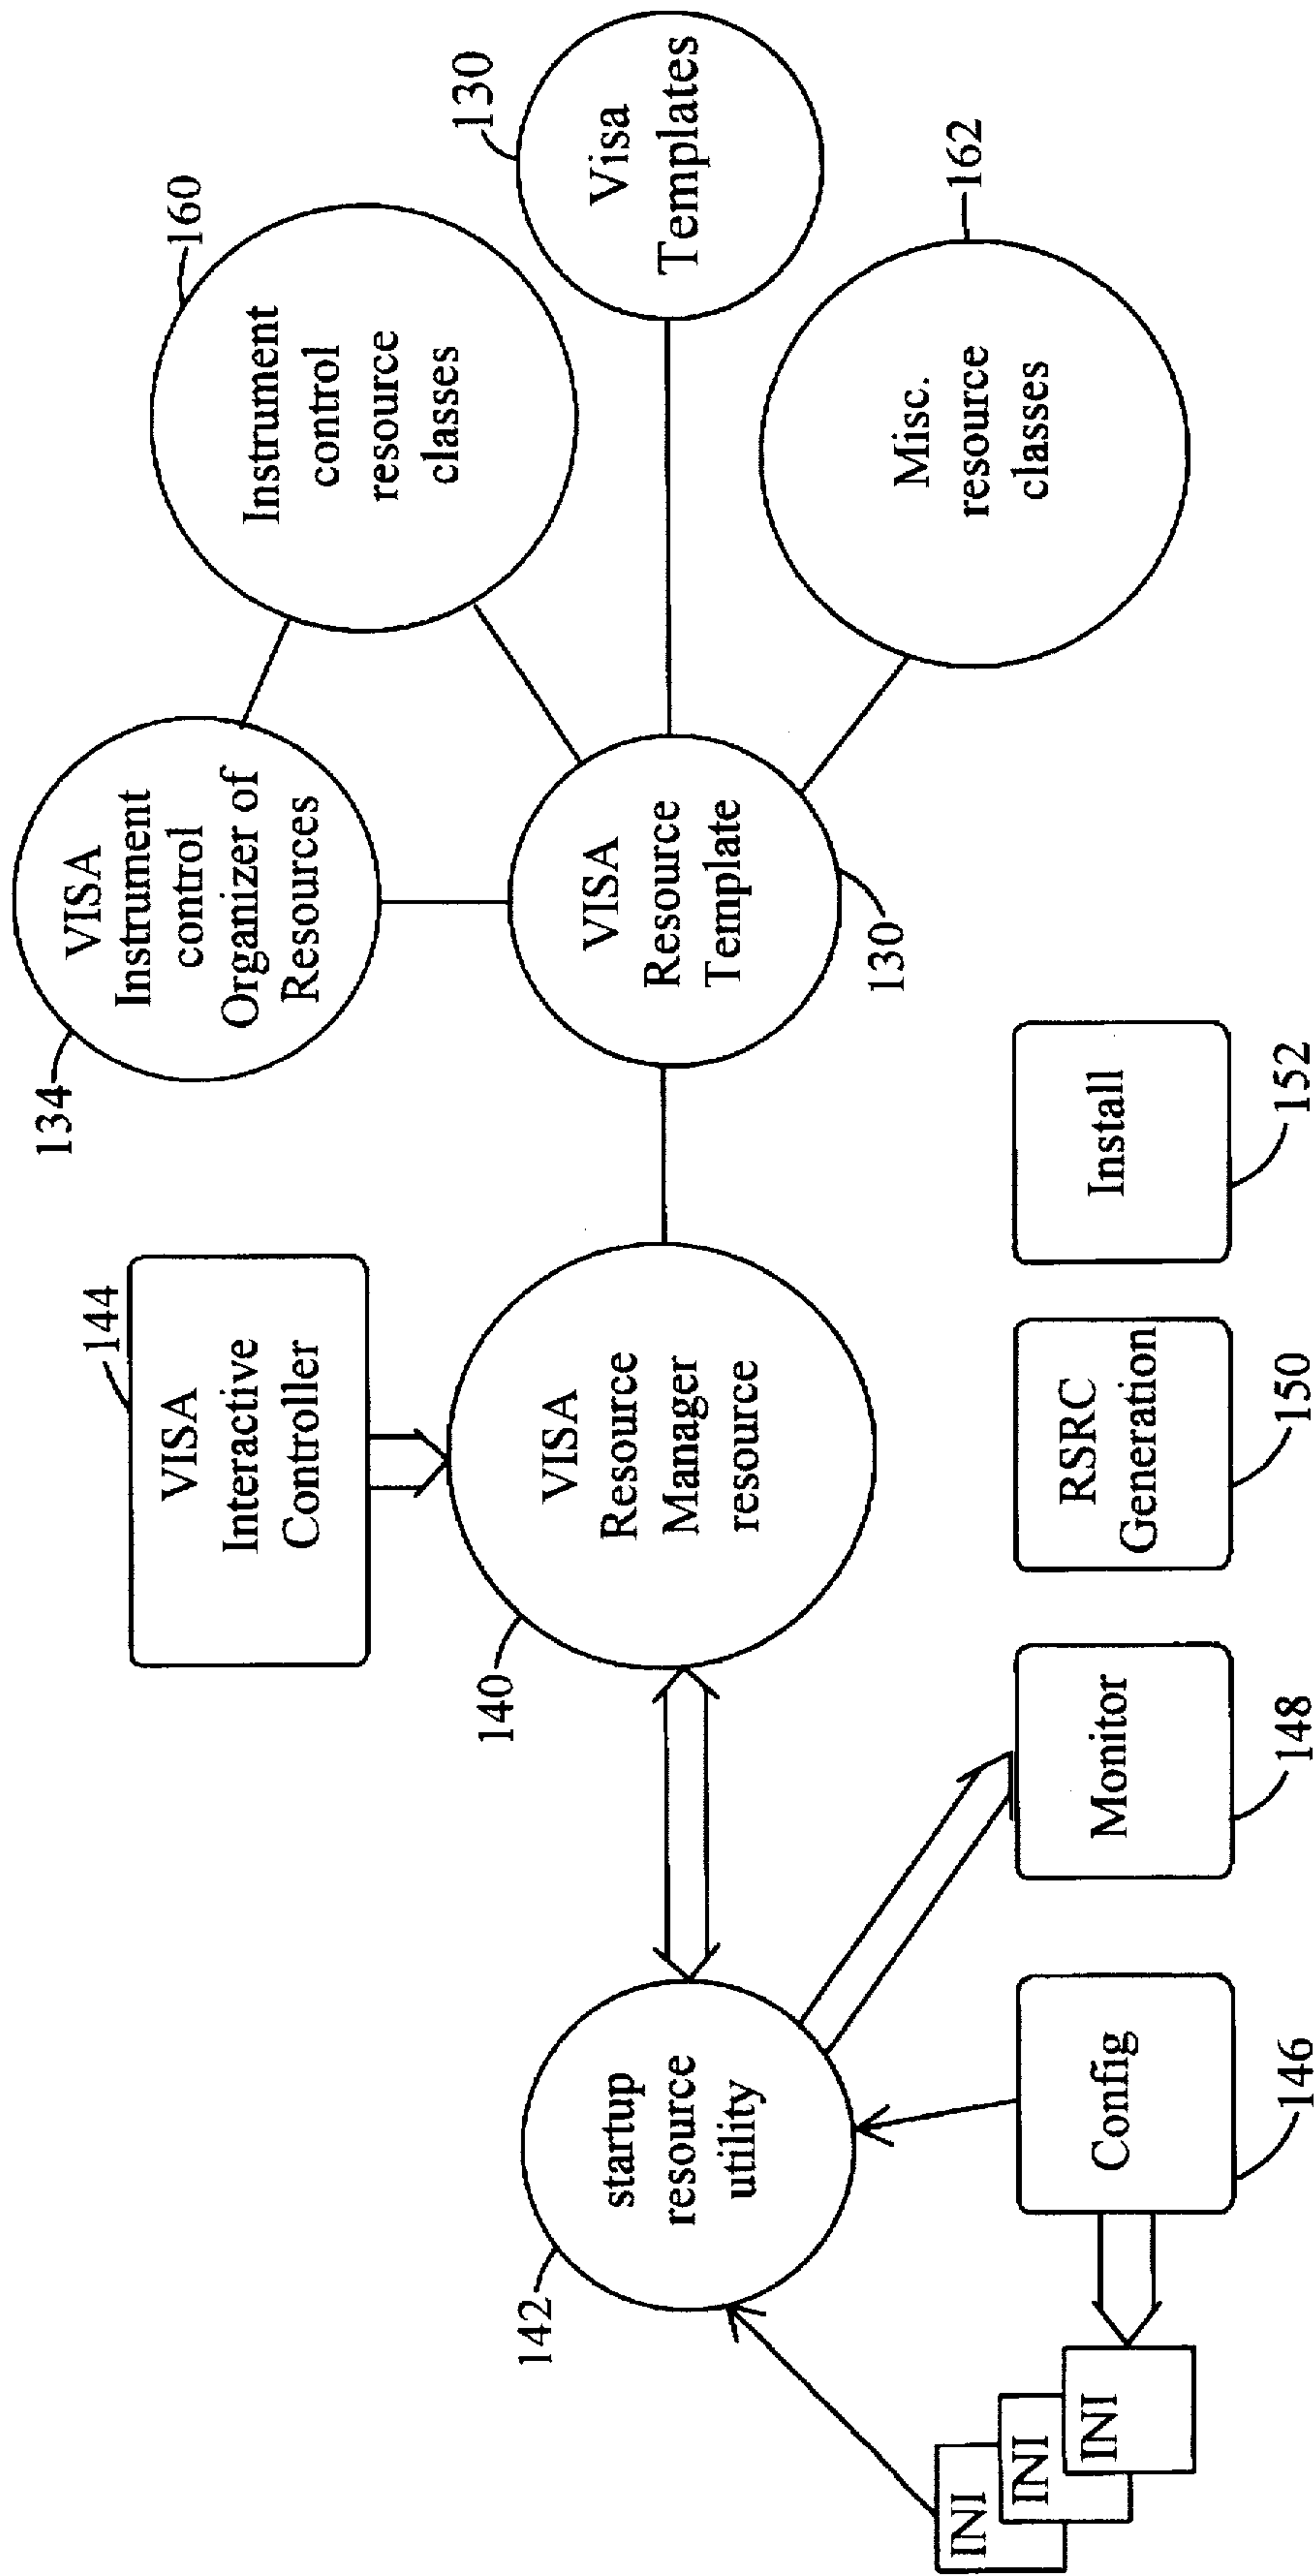 134
VISA
Instrument
control
Organizer of
Resources
160
Instrument
control
resource
classes
130
Visa
Templates
144
VISA
Interactive
Controller
142
startup
resource
utility
140
VISA
Resource
Manager
resource
VISA
Resource
Template
130
Misc.
resource
classes
162
INI
INI
INI
Config
146
Monitor
148
RSRC
Generation
150
Install
152